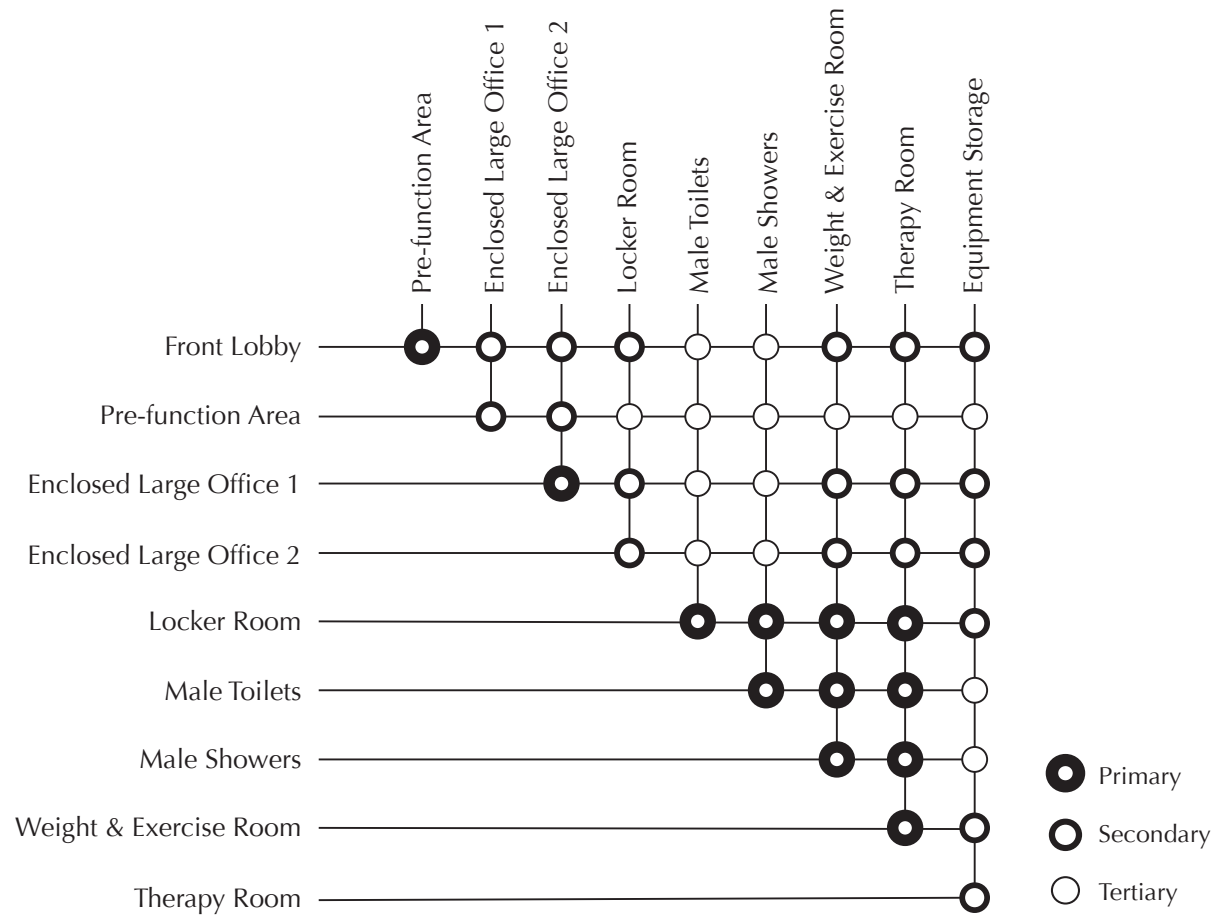 Pre-function Area
Enclosed Large Office 1
Enclosed Large Office 2
Locker Room
Male Toilets
Male Showers
Weight & Exercise Room
Therapy Room
Equipment Storage
Front Lobby
Pre-function Area
Enclosed Large Office 1
Enclosed Large Office 2
Locker Room
Male Toilets
Male Showers
Weight & Exercise Room
Therapy Room
Primary
Secondary
Tertiary